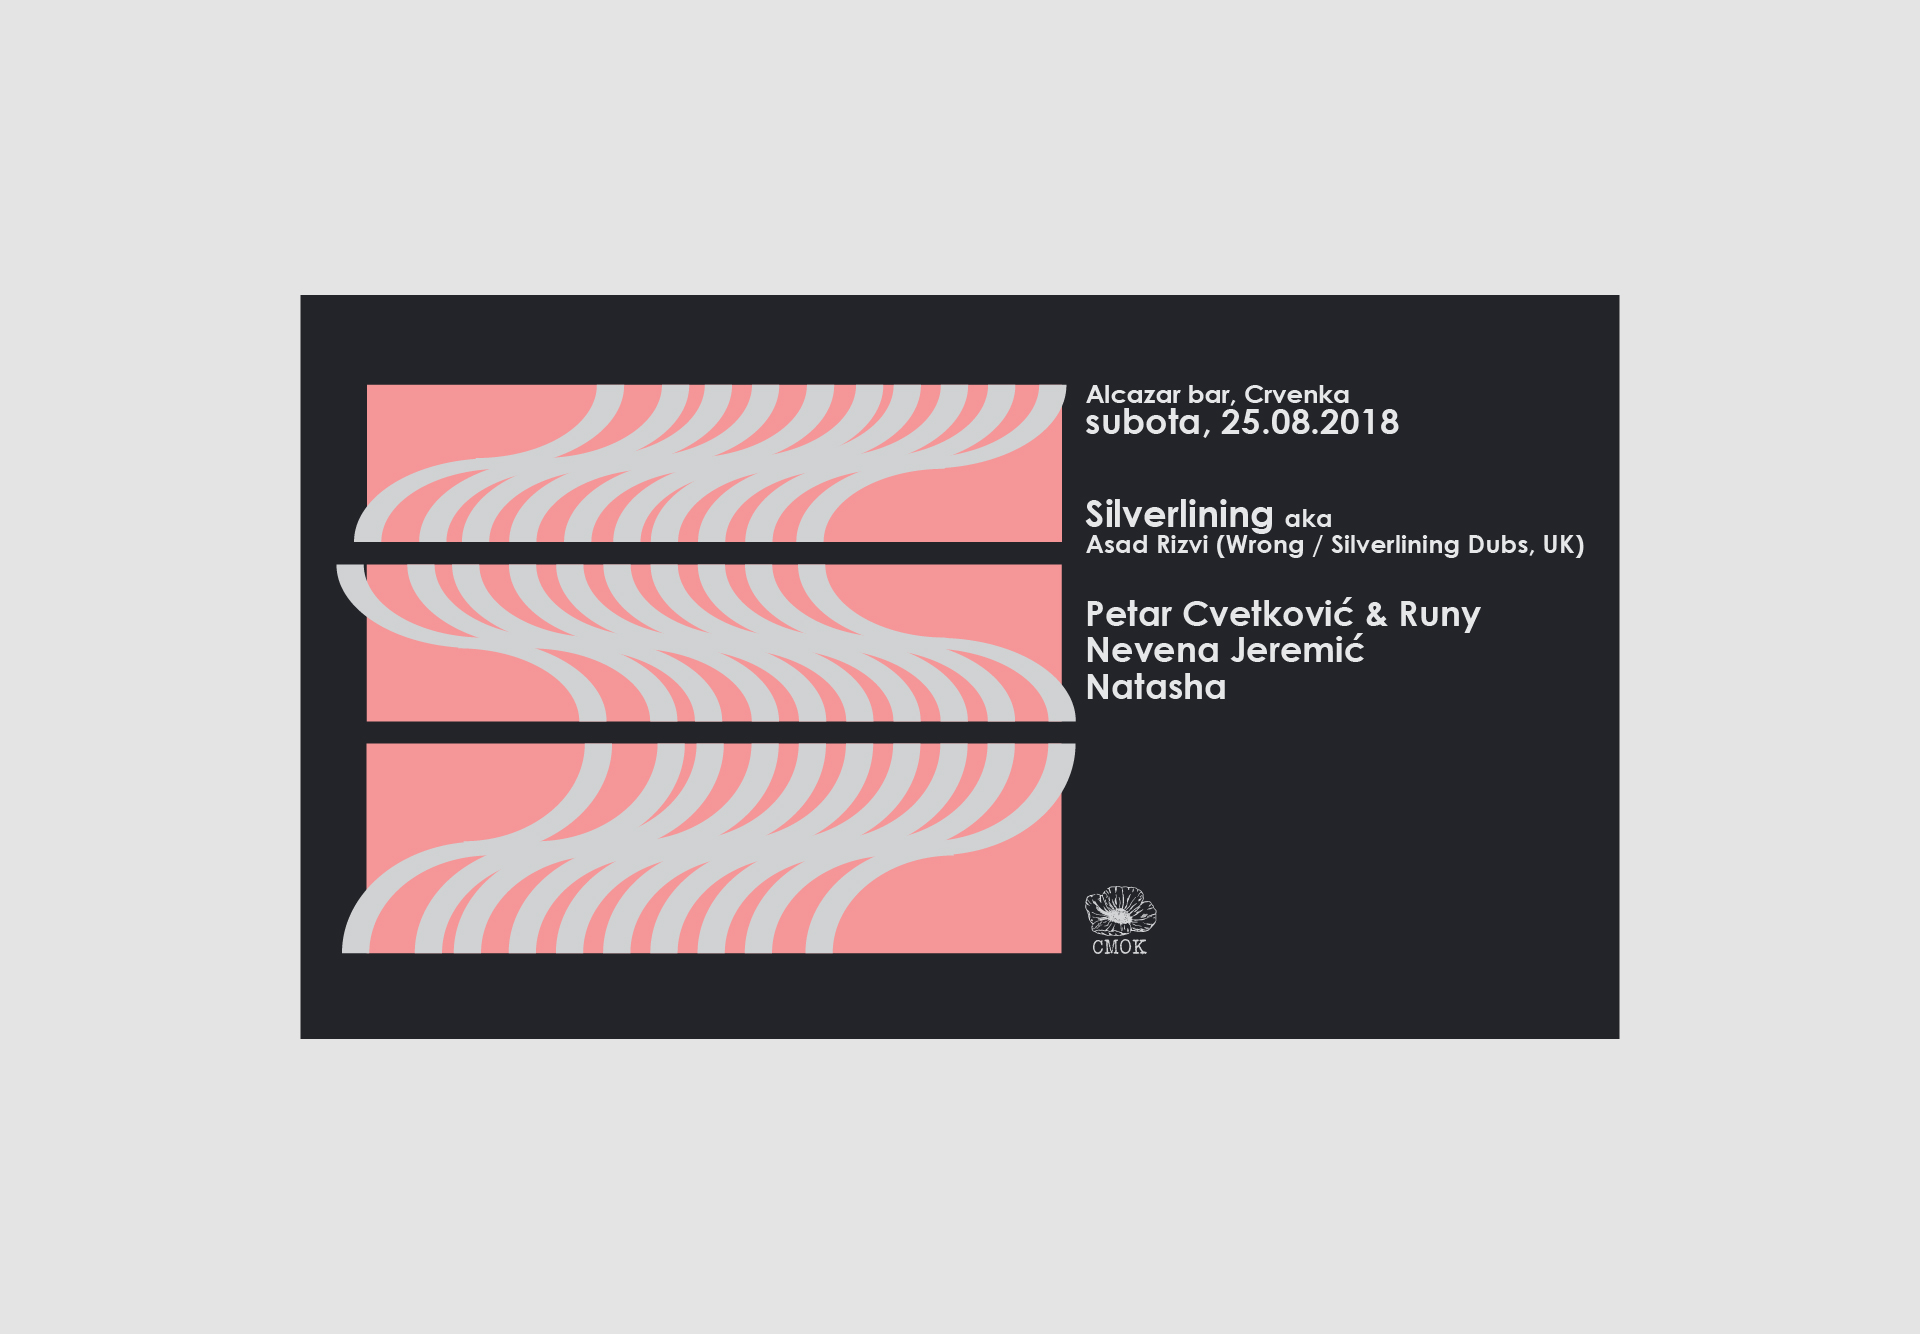 Alcazar bar, Crvenka
subota, 25.08.2018
Silverlining aka
Asad Rizvi (Wrong / Silverlining Dubs, UK)
Petar Cvetković & Runy
Nevena Jeremić
Natasha
CMOK